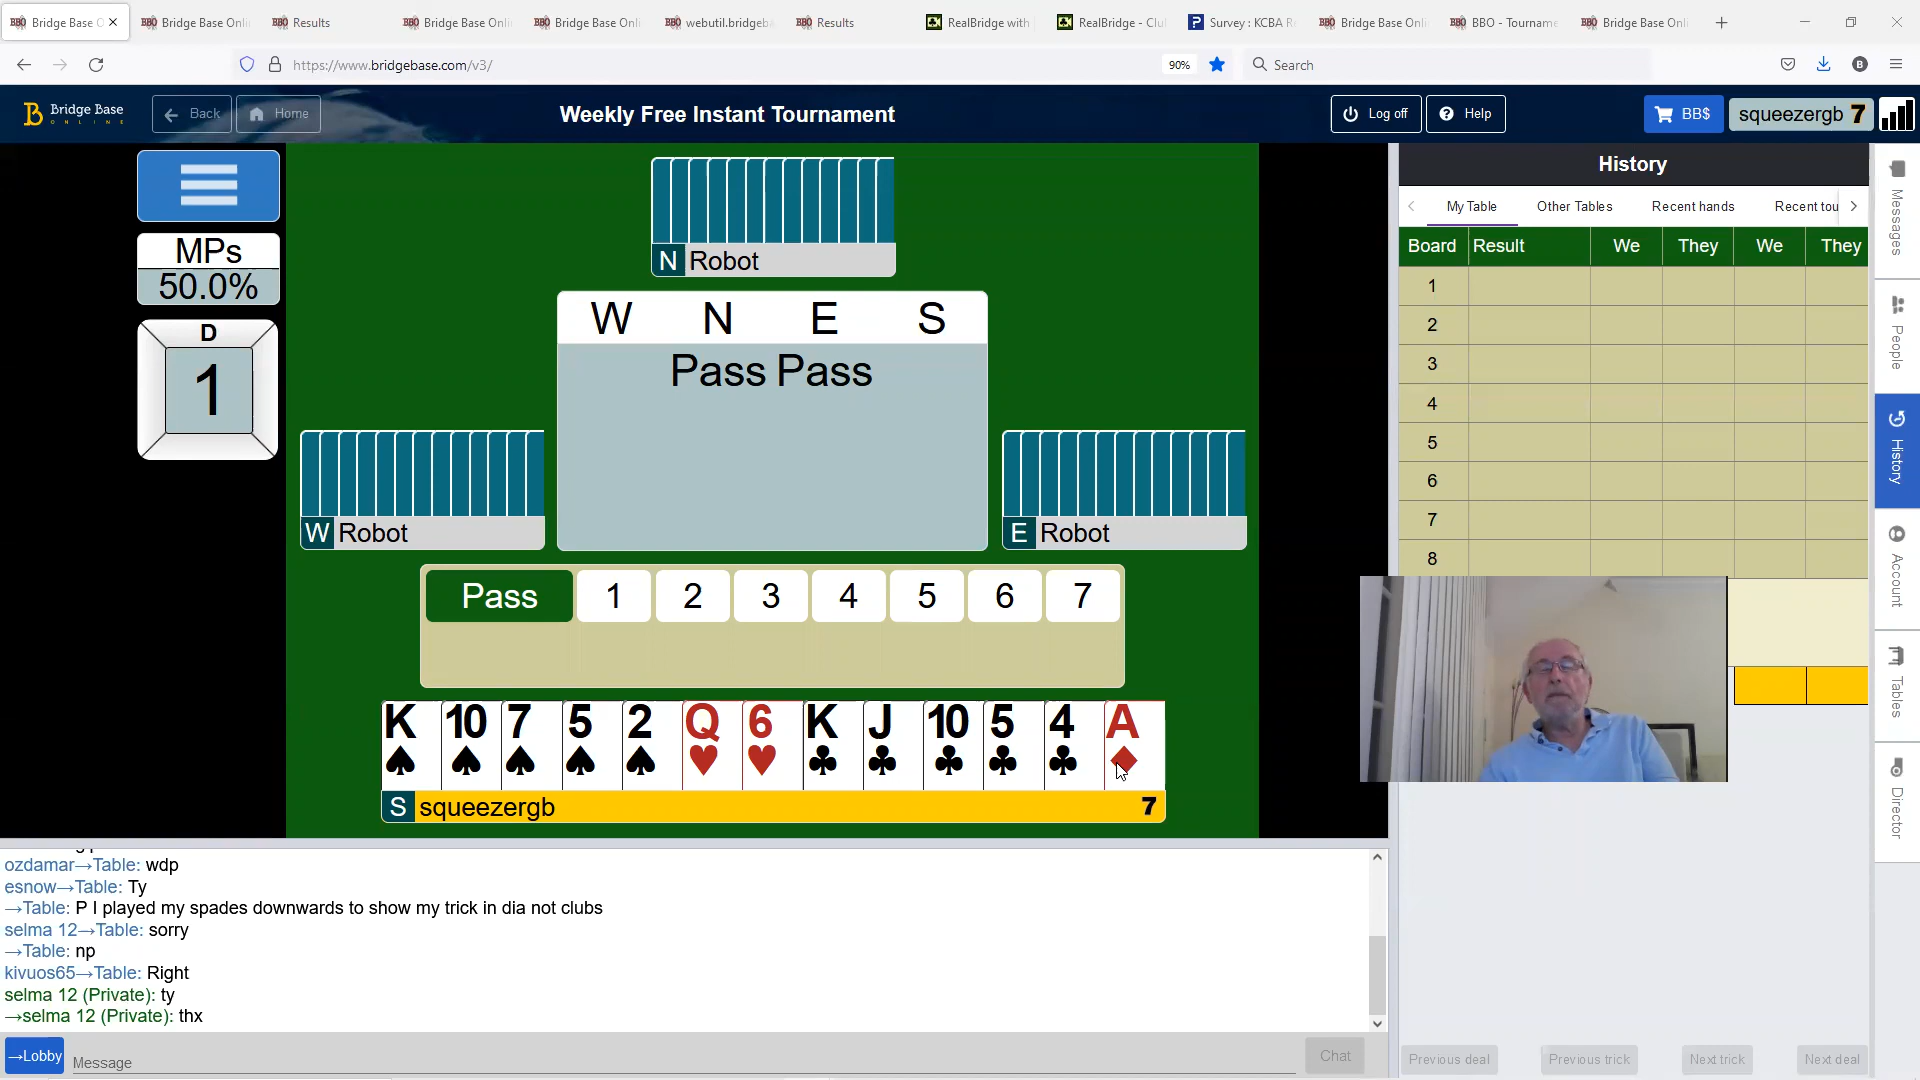 Bridge Base O
Bridge Base Onli
Results
Bridge Base Onli
Bridge Base Onli
webutil.bridgeba
Results
RealBridge with
RealBridge - Clu
Survey : KCBA R
Bridge Base Onli
BBO - Tourname
Bridge Base Onli
https://www.bridgebase.com/v3/
90%
Search
B
Bridge Base
ONLINE
Back
Home
Weekly Free Instant Tournament
Log off
Help
BB$
squeezergb 7
MPs
50.0%
D
1
N Robot
W N E S
Pass Pass
W Robot
E Robot
Pass 1 2 3 4 5 6 7
K 10 7 5 2 Q 6 K J 10 5 4 A
S squeezergb 7
History
My Table Other Tables Recent hands Recent tou
Board Result We They We They
1
2
3
4
5
6
7
8
Messages
People
History
Account
Tables
Director
ozdamar→Table: wdp
esnow→Table: Ty
→Table: P I played my spades downwards to show my trick in dia not clubs
selma 12→Table: sorry
→Table: np
kivuos65→Table: Right
selma 12 (Private): ty
→selma 12 (Private): thx
→Lobby
Message
Chat
Previous deal
Previous trick
Next trick
Next deal